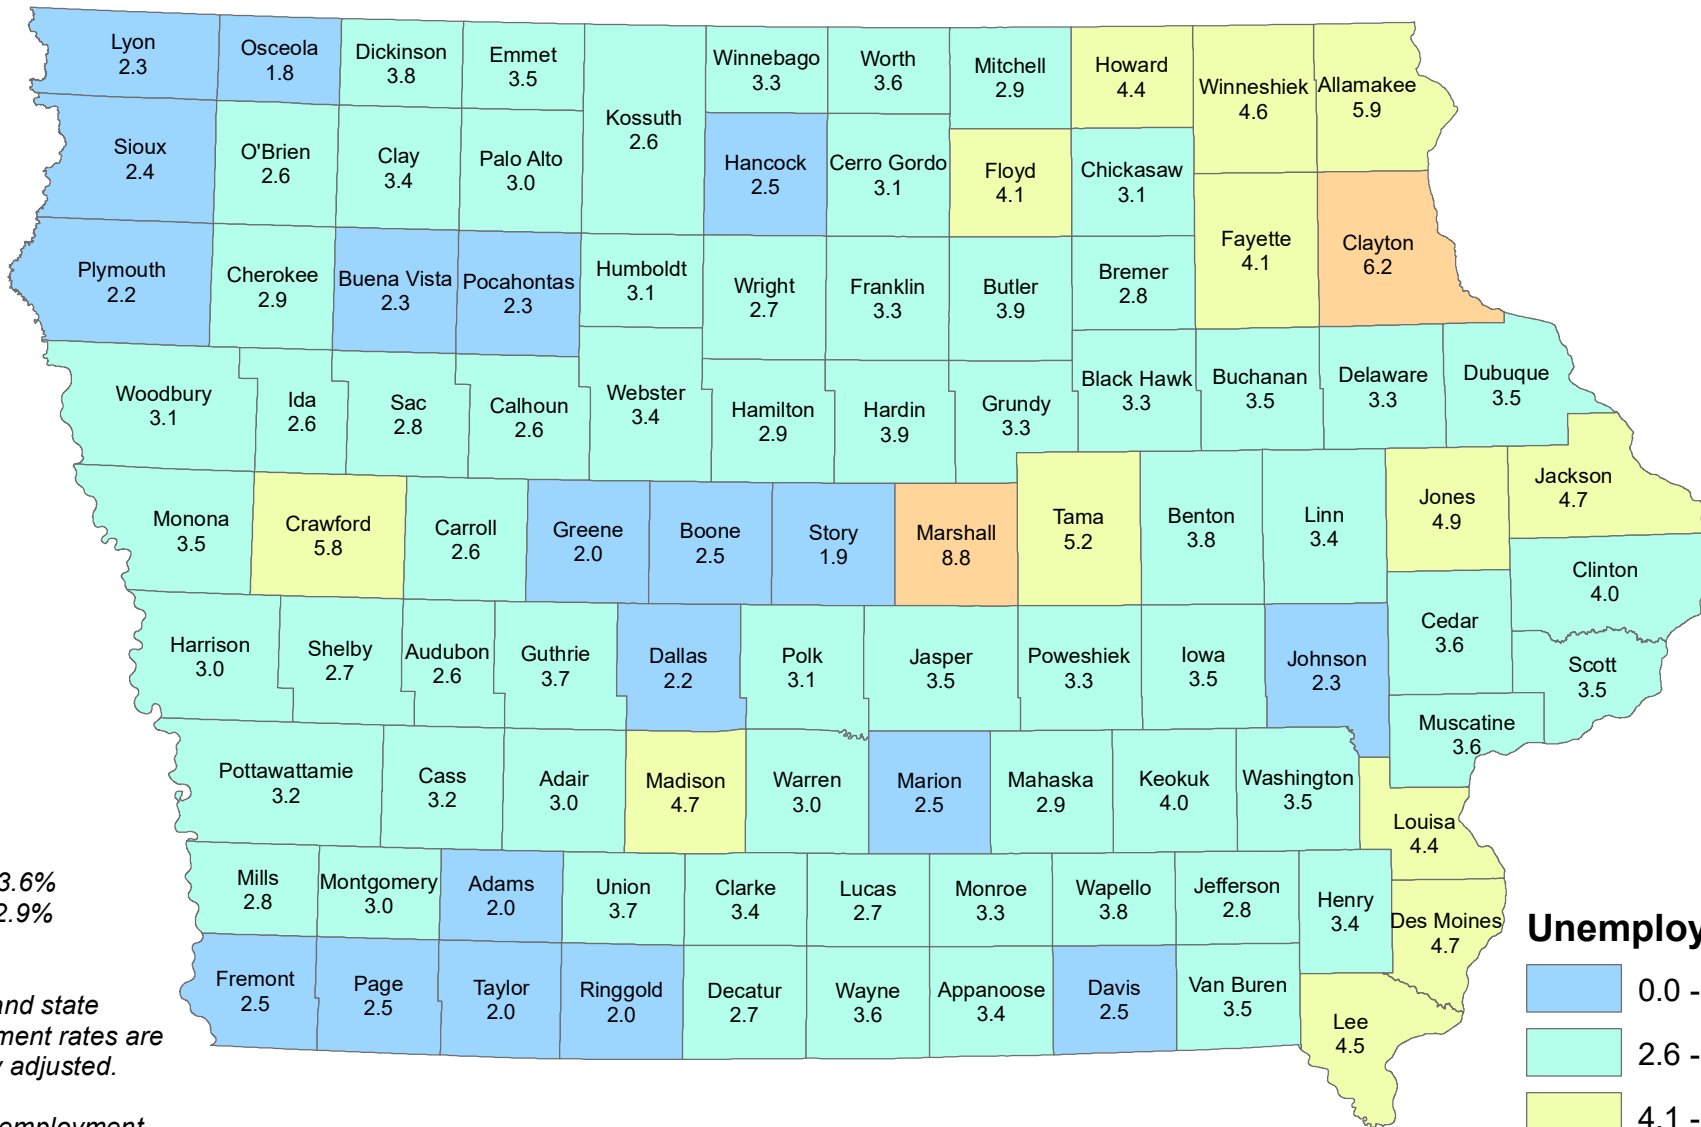 Lyon
2.3
Osceola
1.8
Dickinson
3.8
Emmet
3.5
Kossuth
2.6
Winnebago
3.3
Worth
3.6
Mitchell
2.9
Howard
4.4
Winneshiek
4.6
Allamakee
5.9
Sioux
2.4
O'Brien
2.6
Clay
3.4
Palo Alto
3.0
Hancock
2.5
Cerro Gordo
3.1
Floyd
4.1
Chickasaw
3.1
Fayette
4.1
Clayton
6.2
Plymouth
2.2
Cherokee
2.9
Buena Vista
2.3
Pocahontas
2.3
Humboldt
3.1
Wright
2.7
Franklin
3.3
Butler
3.9
Bremer
2.8
Woodbury
3.1
Ida
2.6
Sac
2.8
Calhoun
2.6
Webster
3.4
Hamilton
2.9
Hardin
3.9
Grundy
3.3
Black Hawk
3.3
Buchanan
3.5
Delaware
3.3
Dubuque
3.5
Monona
3.5
Crawford
5.8
Carroll
2.6
Greene
2.0
Boone
2.5
Story
1.9
Marshall
8.8
Tama
5.2
Benton
3.8
Linn
3.4
Jones
4.9
Jackson
4.7
Clinton
4.0
Harrison
3.0
Shelby
2.7
Audubon
2.6
Guthrie
3.7
Dallas
2.2
Polk
3.1
Jasper
3.5
Poweshiek
3.3
Iowa
3.5
Johnson
2.3
Cedar
3.6
Scott
3.5
Muscatine
3.6
Pottawattamie
3.2
Cass
3.2
Adair
3.0
Madison
4.7
Warren
3.0
Marion
2.5
Mahaska
2.9
Keokuk
4.0
Washington
3.5
Louisa
4.4
Mills
2.8
Montgomery
3.0
Adams
2.0
Union
3.7
Clarke
3.4
Lucas
2.7
Monroe
3.3
Wapello
3.8
Jefferson
2.8
Henry
3.4
Des Moines
4.7
Fremont
2.5
Page
2.5
Taylor
2.0
Ringgold
2.0
Decatur
2.7
Wayne
3.6
Appanoose
3.4
Davis
2.5
Van Buren
3.5
Lee
4.5
3.6%
2.9%
and state
ment rates are
adjusted.
employment
Unemploy
0.0 -
2.6 -
4.1 -